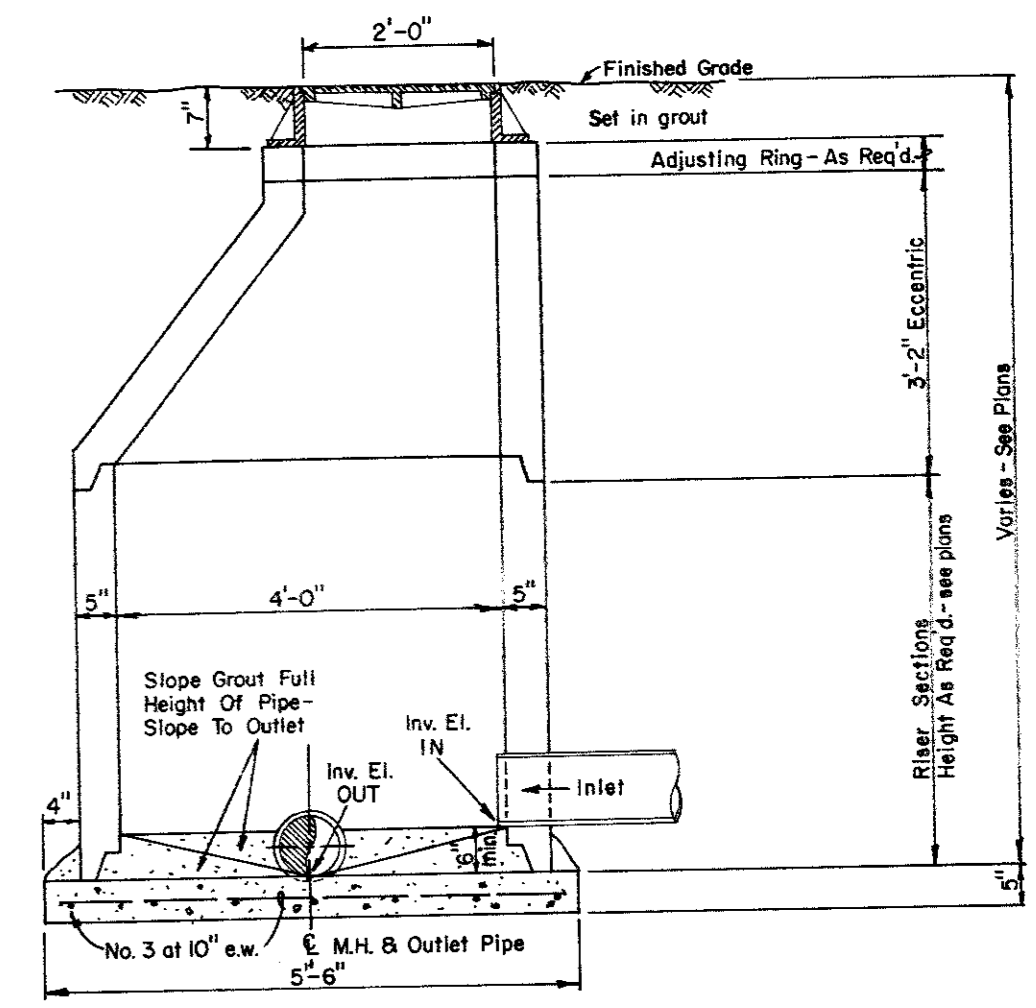 2'-0"
Finished Grade
7"
Set in grout
Adjusting Ring - As Req'd.
3'-2" Eccentric
Varies - See Plans
5"
4'-0"
5"
Riser Sections
Height As Req'd.- see plans
Slope Grout Full
Height Of Pipe-
Slope To Outlet
Inv. El.
IN
Inv. El.
OUT
Inlet
4"
6"
min.
5"
No. 3 at 10" e.w.
℄ M.H. & Outlet Pipe
5'-6"